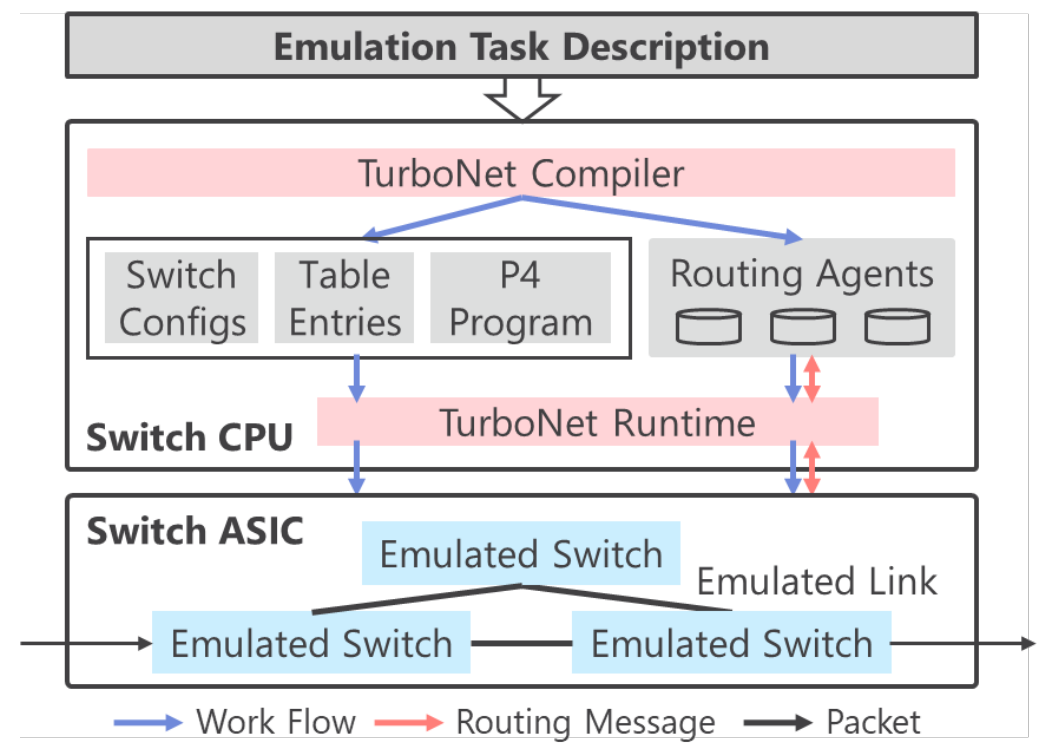 Emulation Task Description
TurboNet Compiler
Switch
Configs
Table
Entries
P4
Program
Routing Agents
TurboNet Runtime
Switch CPU
Switch ASIC
Emulated Switch
Emulated Link
Emulated Switch
Emulated Switch
Work Flow
Routing Message
Packet